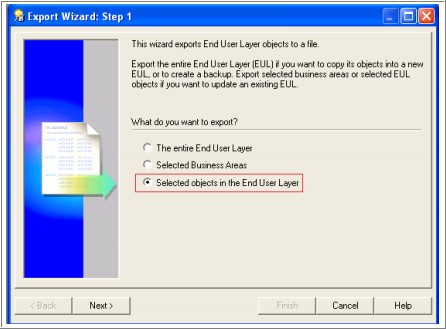 Export Wizard: Step 1
This wizard exports End User Layer objects to a file.
Export the entire End User Layer (EUL) if you want to copy its objects into a new
EUL, or to create a backup. Export selected business areas or selected EUL
objects if you want to update an existing EUL.
What do you want to export?
The entire End User Layer
Selected Business Areas
Selected objects in the End User Layer
< Back
Next >
Finish
Cancel
Help